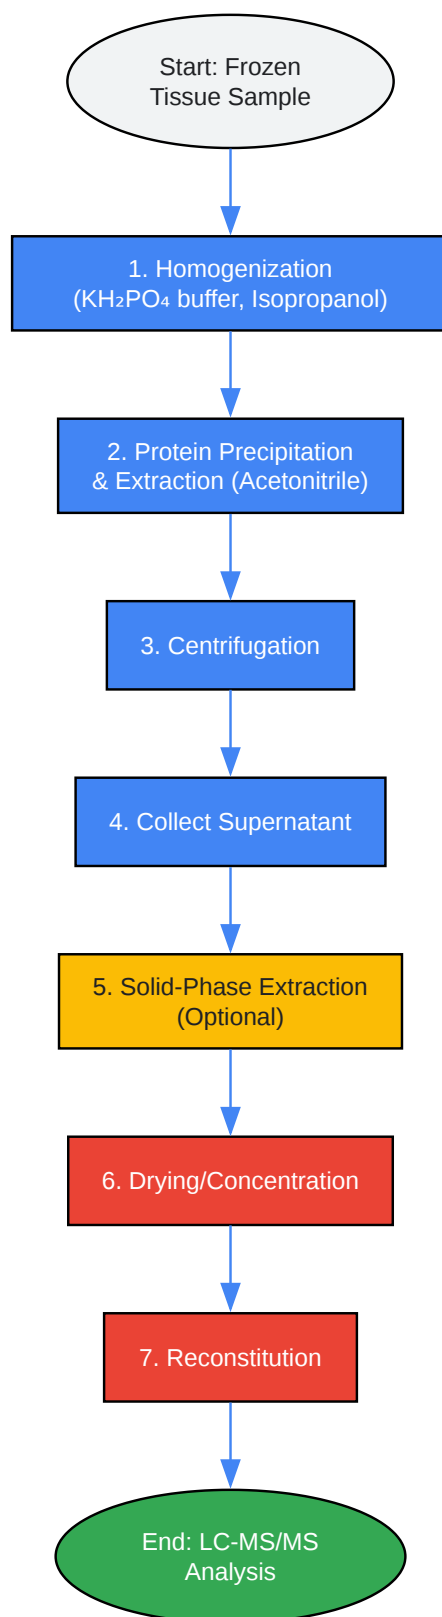 Start: Frozen
Tissue Sample
1. Homogenization
(KH₂PO₄ buffer, Isopropanol)
2. Protein Precipitation
& Extraction (Acetonitrile)
3. Centrifugation
4. Collect Supernatant
5. Solid-Phase Extraction
(Optional)
6. Drying/Concentration
7. Reconstitution
End: LC-MS/MS
Analysis